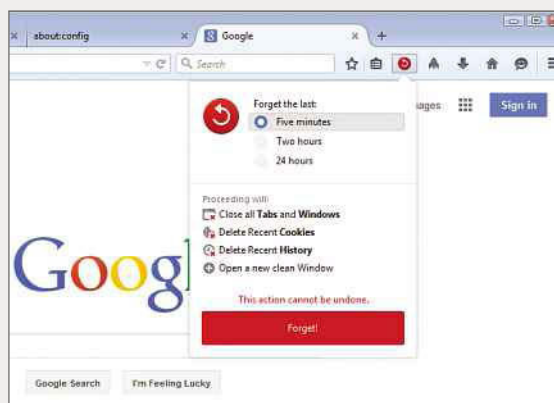 about:config
Google
Search
Forget the last:
Five minutes
Two hours
24 hours
ages
Sign in
Proceeding will:
Close all Tabs and Windows
Delete Recent Cookies
Delete Recent History
Open a new clean Window
This action cannot be undone.
Forget!
Goog
Google Search
I'm Feeling Lucky